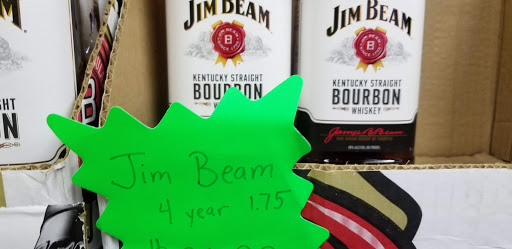 JIM BEAM
KENTUCKY STRAIGHT
BOURBON
WHISKEY
JIM BEAM
KENTUCKY STRAIGHT
BOURBON
WHISKEY
Jim Beam
4 year 1.75